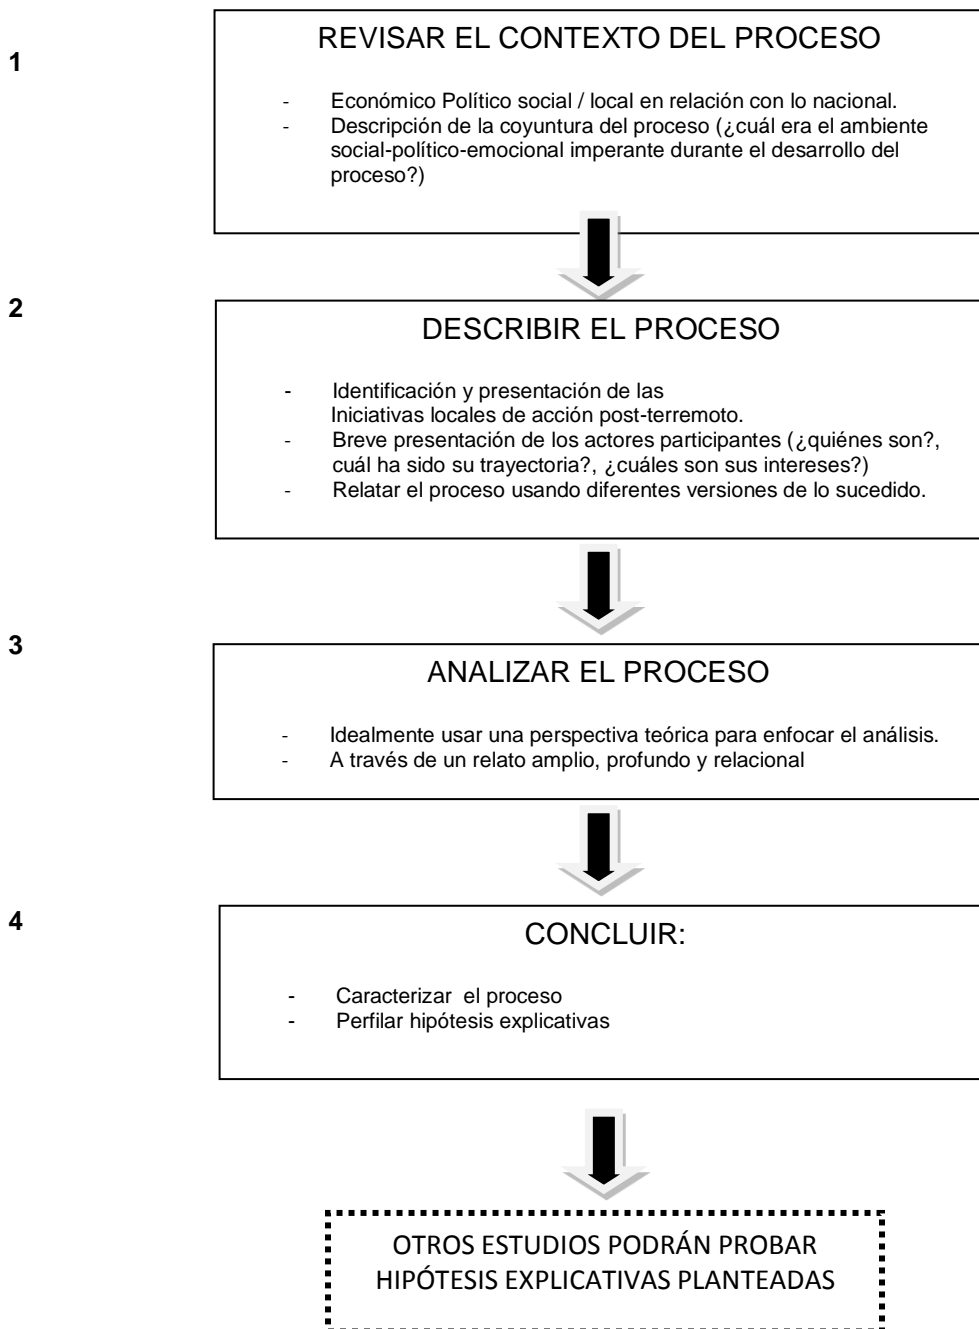 1
REVISAR EL CONTEXTO DEL PROCESO
- Económico Político social / local en relación con lo nacional.
- Descripción de la coyuntura del proceso (¿cuál era el ambiente
social-político-emocional imperante durante el desarrollo del
proceso?)
2
DESCRIBIR EL PROCESO
- Identificación y presentación de las
Iniciativas locales de acción post-terremoto.
- Breve presentación de los actores participantes (¿quiénes son?,
cuál ha sido su trayectoria?, ¿cuáles son sus intereses?)
- Relatar el proceso usando diferentes versiones de lo sucedido.
3
ANALIZAR EL PROCESO
- Idealmente usar una perspectiva teórica para enfocar el análisis.
- A través de un relato amplio, profundo y relacional
4
CONCLUIR:
- Caracterizar el proceso
- Perfilar hipótesis explicativas
OTROS ESTUDIOS PODRÁN PROBAR
HIPÓTESIS EXPLICATIVAS PLANTEADAS